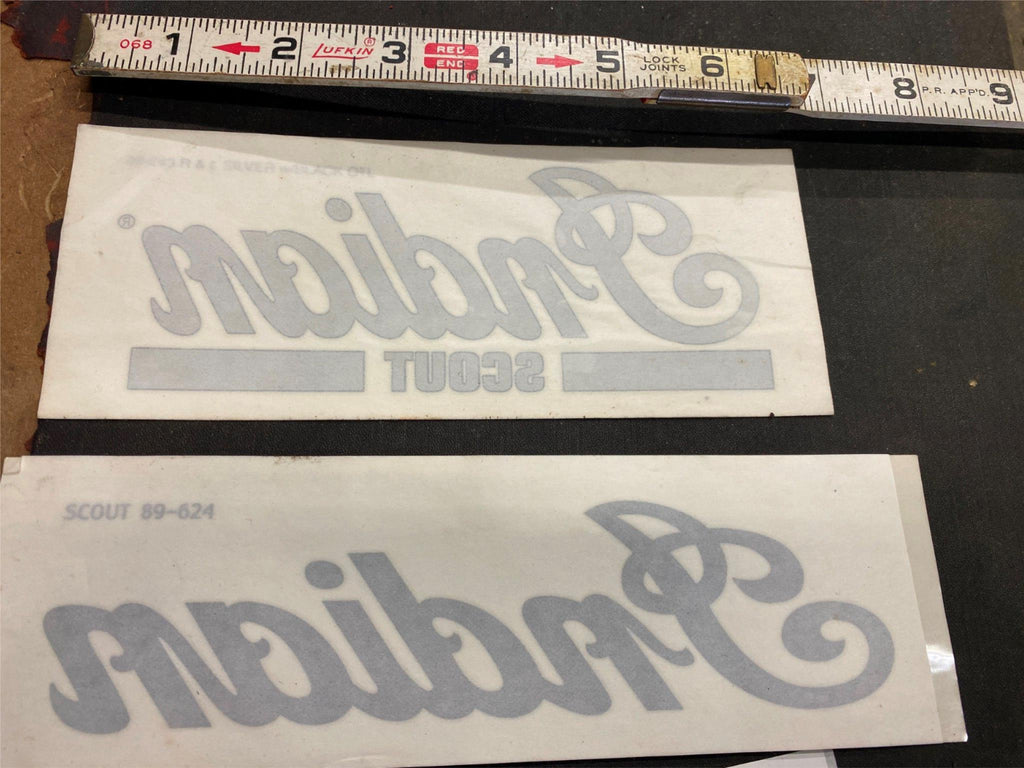 068 1 2 LUFKIN® 3 RED END 4 5 LOCK JOINTS 6 7 8 P.R. APP'D. 9
Indian®
SCOUT
SCOUT 89-624
Indian